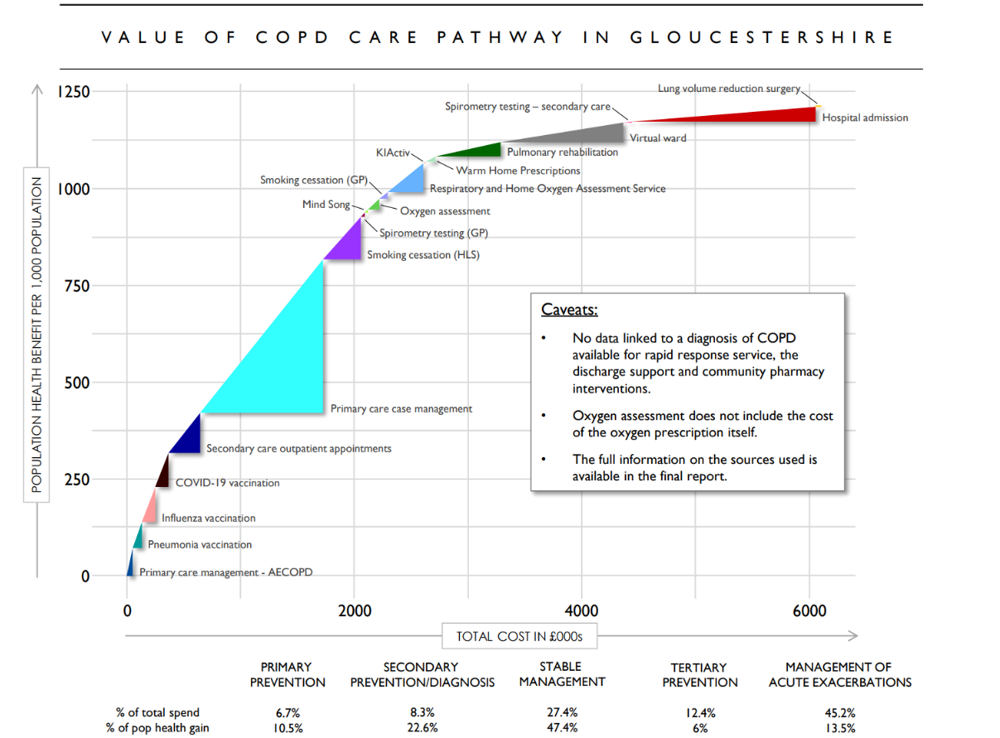 VALUE OF COPD CARE PATHWAY IN GLOUCESTERSHIRE
POPULATION HEALTH BENEFIT PER 1,000 POPULATION
1250
1000
750
500
250
0
Lung volume reduction surgery
Spirometry testing – secondary care
Hospital admission
Virtual ward
KIActiv
Pulmonary rehabilitation
Warm Home Prescriptions
Smoking cessation (GP)
Respiratory and Home Oxygen Assessment Service
Mind Song
Oxygen assessment
Spirometry testing (GP)
Smoking cessation (HLS)
Primary care case management
Secondary care outpatient appointments
COVID-19 vaccination
Influenza vaccination
Pneumonia vaccination
Primary care management - AECOPD
Caveats:
• No data linked to a diagnosis of COPD
available for rapid response service, the
discharge support and community pharmacy
interventions.
• Oxygen assessment does not include the cost
of the oxygen prescription itself.
• The full information on the sources used is
available in the final report.
0 2000 4000 6000
TOTAL COST IN £000s
PRIMARY SECONDARY STABLE TERTIARY MANAGEMENT OF
PREVENTION PREVENTION/DIAGNOSIS MANAGEMENT PREVENTION ACUTE EXACERBATIONS
% of total spend 6.7% 8.3% 27.4% 12.4% 45.2%
% of pop health gain 10.5% 22.6% 47.4% 6% 13.5%